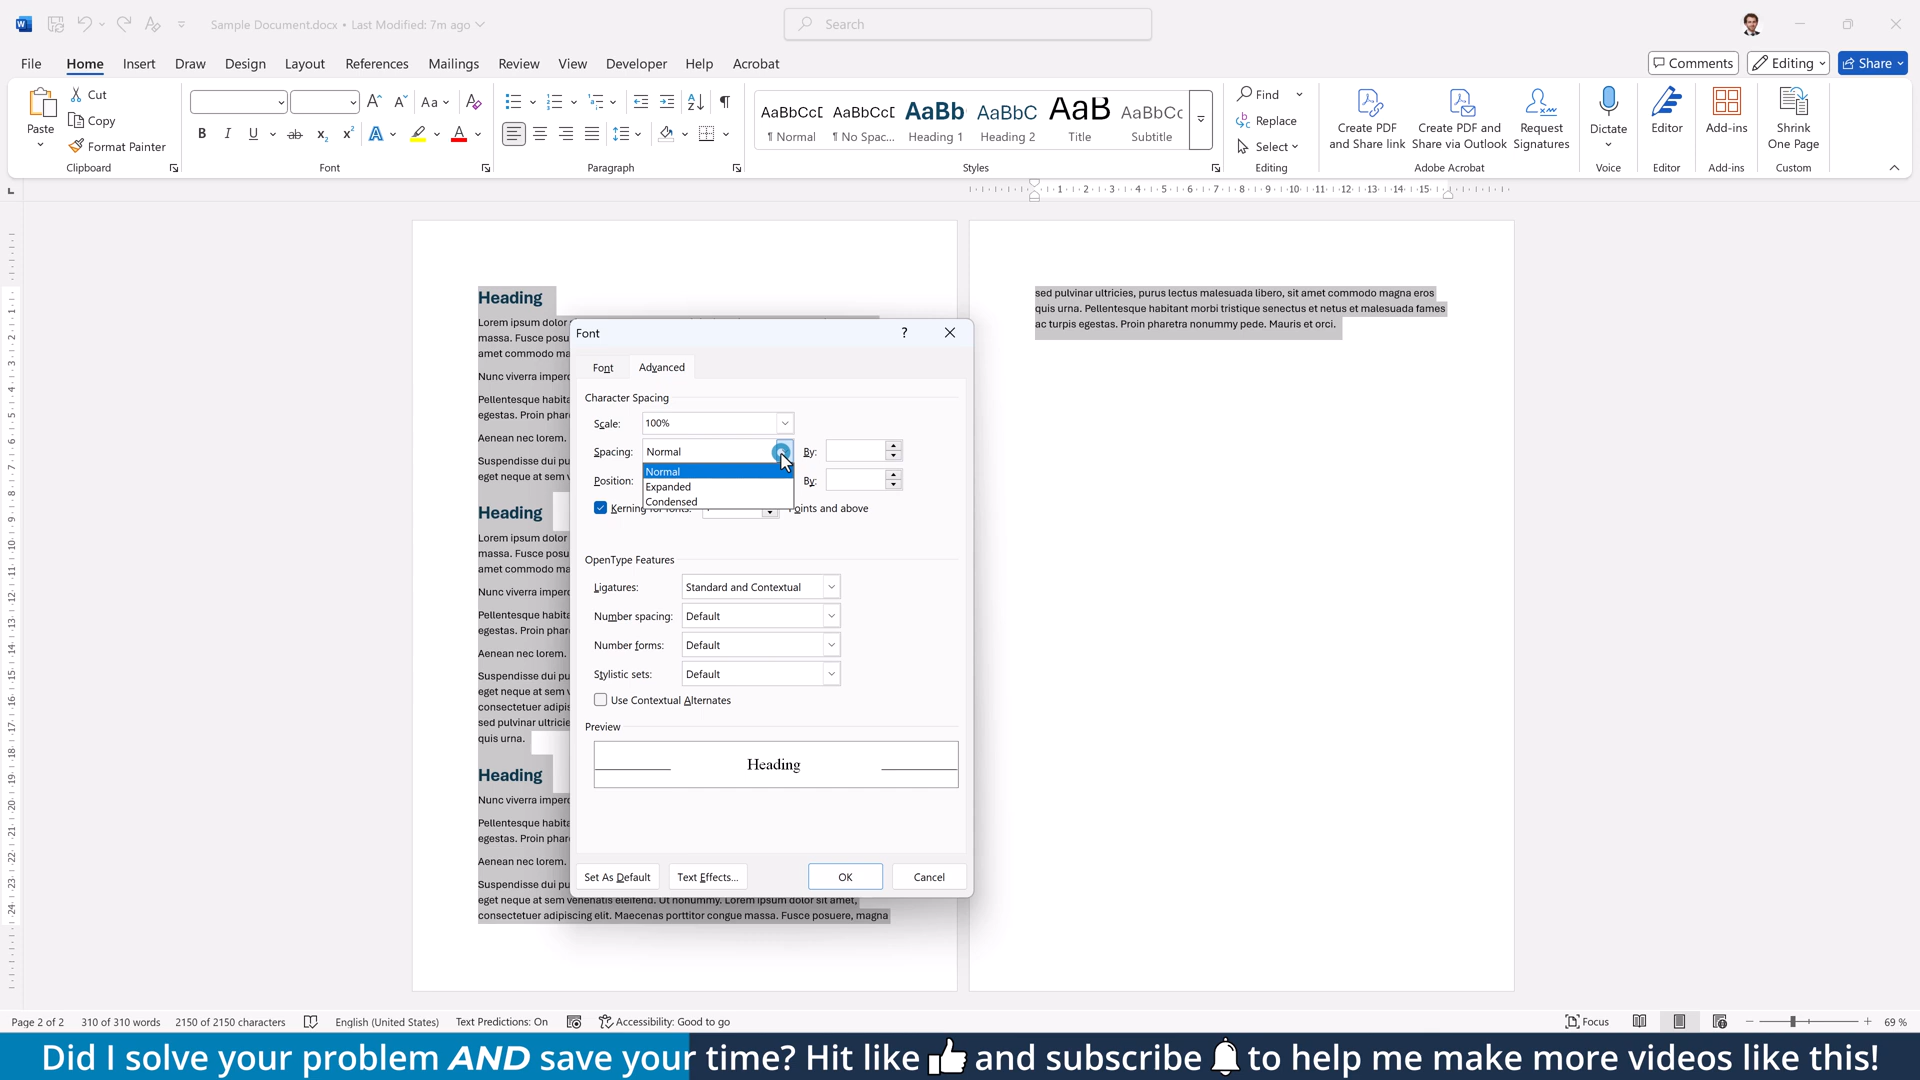 Sample Document.docx • Last Modified: 7m ago
Search
File Home Insert Draw Design Layout References Mailings Review View Developer Help Acrobat
Comments Editing Share
Paste
Cut
Copy
Format Painter
Clipboard
Font
Paragraph
AaBbCcD ¶ Normal
¶ No Spac...
AaBb Heading 1
AaBbC Heading 2
AaB Title
AaBbCc Subtitle
Styles
Find
Replace
Select
Editing
Create PDF and Share link
Create PDF and Share via Outlook
Request Signatures
Adobe Acrobat
Dictate
Voice
Editor
Editor
Add-ins
Add-ins
Shrink One Page
Custom
Heading
Lorem ipsum dolor
massa. Fusce posu
amet commodo ma
Nunc viverra imperd
Pellentesque habita
egestas. Proin phar
Aenean nec lorem.
Suspendisse dui pu
eget neque at sem v
Heading
Lorem ipsum dolor
massa. Fusce posu
amet commodo ma
Nunc viverra imperd
Pellentesque habita
egestas. Proin phar
Aenean nec lorem.
Suspendisse dui pu
eget neque at sem v
consectetuer adipis
sed pulvinar ultricie
quis urna.
Heading
Nunc viverra imperd
Pellentesque habita
egestas. Proin phar
Aenean nec lorem.
Suspendisse dui pu
eget neque at sem venenatis eleifend. Ut nonummy. Lorem ipsum dolor sit amet,
consectetuer adipiscing elit. Maecenas porttitor congue massa. Fusce posuere, magna
sed pulvinar ultricies, purus lectus malesuada libero, sit amet commodo magna eros
quis urna. Pellentesque habitant morbi tristique senectus et netus et malesuada fames
ac turpis egestas. Proin pharetra nonummy pede. Mauris et orci.
Font ?
Font Advanced
Character Spacing
Scale: 100%
Spacing: Normal By:
Normal
Expanded
Condensed
Position: By:
Kerning for fonts: Points and above
OpenType Features
Ligatures: Standard and Contextual
Number spacing: Default
Number forms: Default
Stylistic sets: Default
Use Contextual Alternates
Preview
Heading
Set As Default Text Effects... OK Cancel
Page 2 of 2 310 of 310 words 2150 of 2150 characters English (United States) Text Predictions: On Accessibility: Good to go Focus 69 %
Did I solve your problem AND save your time? Hit like and subscribe to help me make more videos like this!